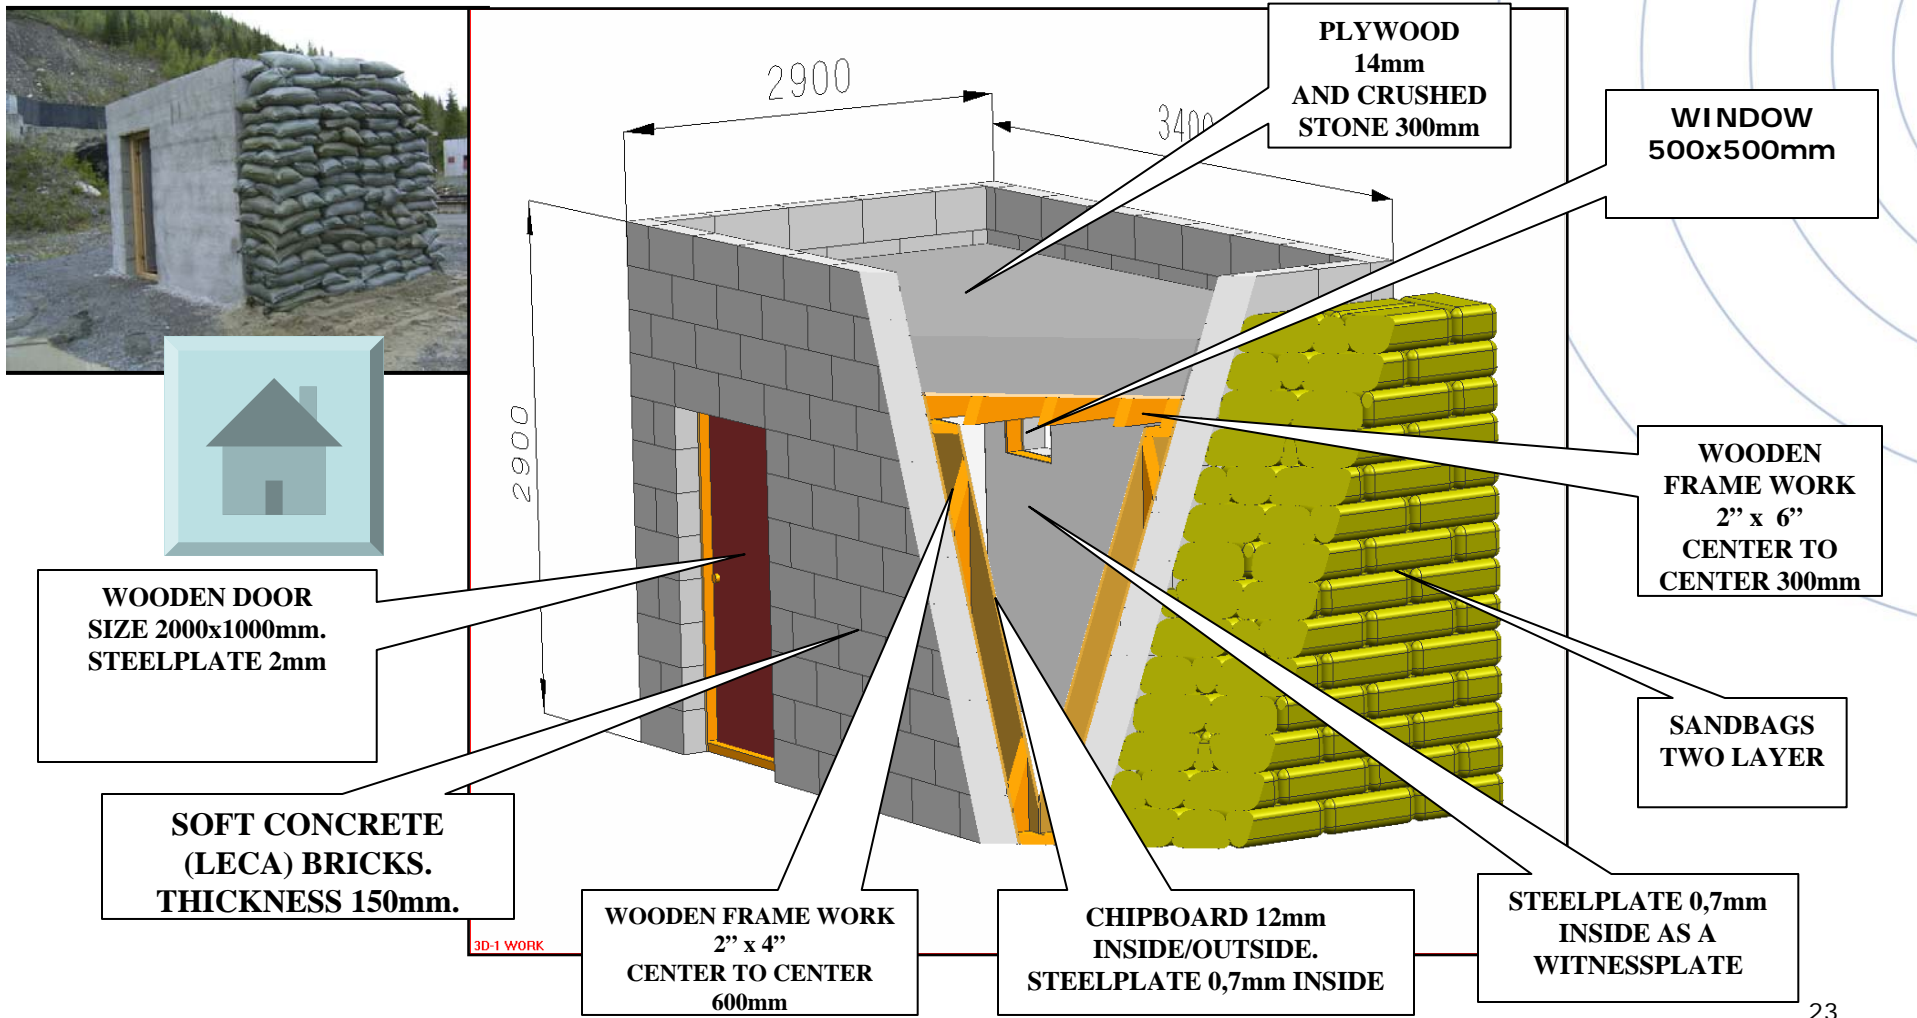 PLYWOOD
14mm
AND CRUSHED
STONE 300mm
2900
3400
WINDOW
500x500mm
2900
WOODEN
FRAME WORK
2” x 6”
CENTER TO
CENTER 300mm
WOODEN DOOR
SIZE 2000x1000mm.
STEELPLATE 2mm
SANDBAGS
TWO LAYER
SOFT CONCRETE
(LECA) BRICKS.
THICKNESS 150mm.
WOODEN FRAME WORK
2” x 4”
CENTER TO CENTER
600mm
CHIPBOARD 12mm
INSIDE/OUTSIDE.
STEELPLATE 0,7mm INSIDE
STEELPLATE 0,7mm
INSIDE AS A
WITNESSPLATE
3D-1 WORK
23